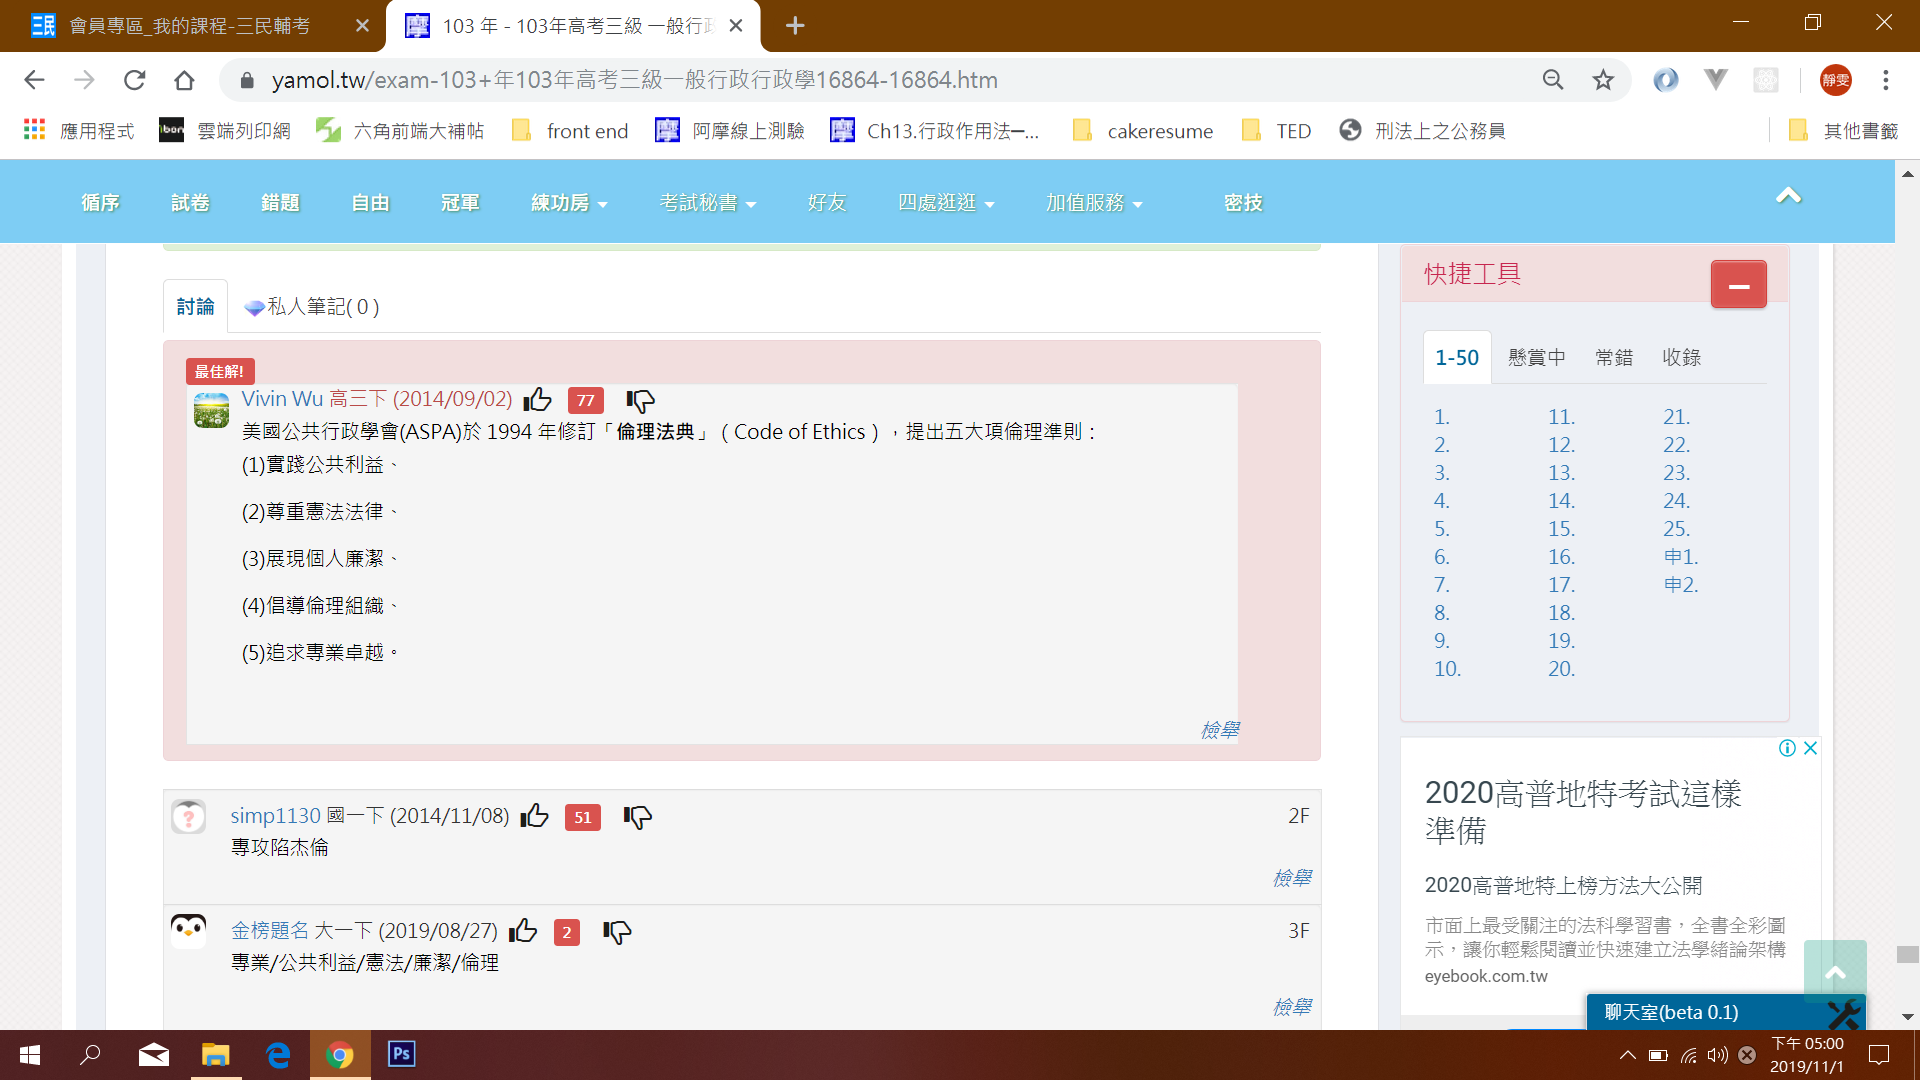 會員專區_我的課程-三民輔考
103 年 - 103年高考三級 一般行政
yamol.tw/exam-103+年103年高考三級一般行政行政學16864-16864.htm
靜雯
應用程式
ibon
雲端列印網
六角前端大補帖
front end
阿摩線上測驗
Ch13.行政作用法─...
cakeresume
TED
刑法上之公務員
其他書籤
循序
試卷
錯題
自由
冠軍
練功房
考試秘書
好友
四處逛逛
加值服務
密技
討論
私人筆記( 0 )
最佳解!
Vivin Wu 高三下 (2014/09/02) 77
美國公共行政學會(ASPA)於 1994 年修訂「倫理法典」（Code of Ethics），提出五大項倫理準則：
(1)實踐公共利益、
(2)尊重憲法法律、
(3)展現個人廉潔、
(4)倡導倫理組織、
(5)追求專業卓越。
檢舉
simp1130 國一下 (2014/11/08) 51 2F
專攻陷杰倫
檢舉
金榜題名 大一下 (2019/08/27) 2 3F
專業/公共利益/憲法/廉潔/倫理
檢舉
快捷工具
1-50 懸賞中 常錯 收錄
1. 11. 21.
2. 12. 22.
3. 13. 23.
4. 14. 24.
5. 15. 25.
6. 16. 申1.
7. 17. 申2.
8. 18.
9. 19.
10. 20.
2020高普地特考試這樣
準備
2020高普地特上榜方法大公開
市面上最受關注的法科學習書，全書全彩圖
示，讓你輕鬆閱讀並快速建立法學緒論架構
eyebook.com.tw
聊天室(beta 0.1)
Ps
下午 05:00
2019/11/1